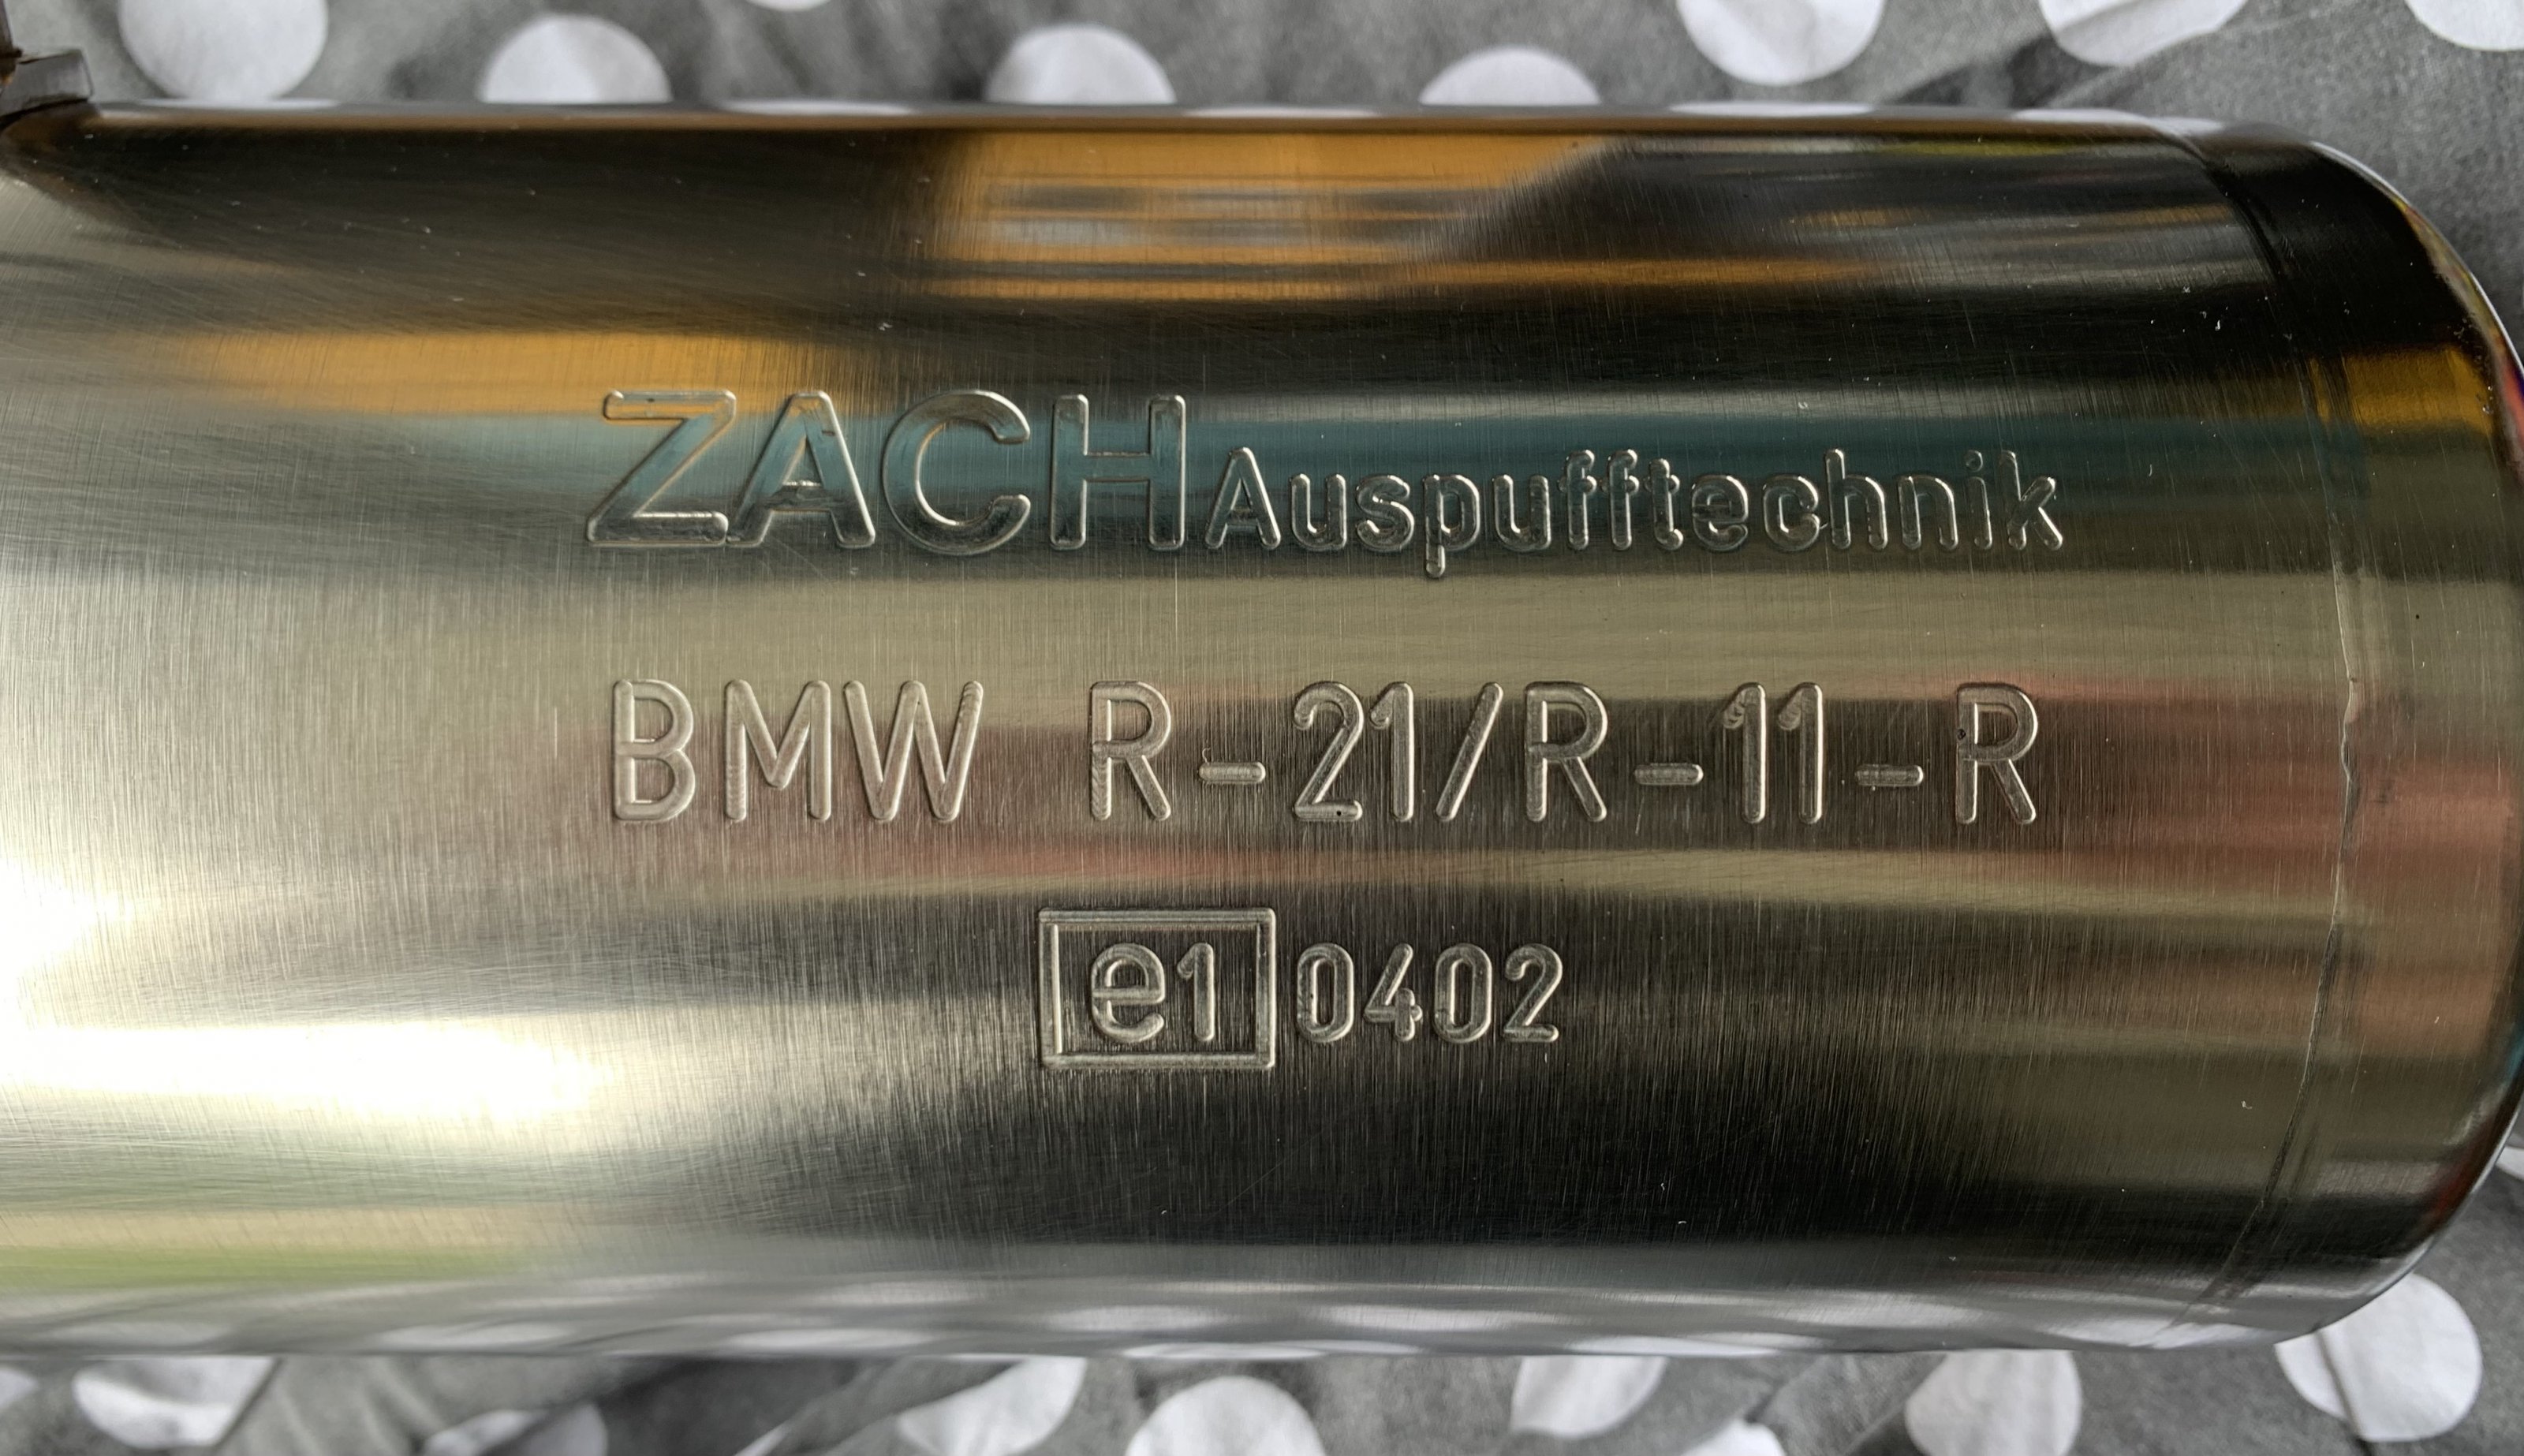 ZACH Auspufftechnik
BMW R-21/R-11-R
e1 0402